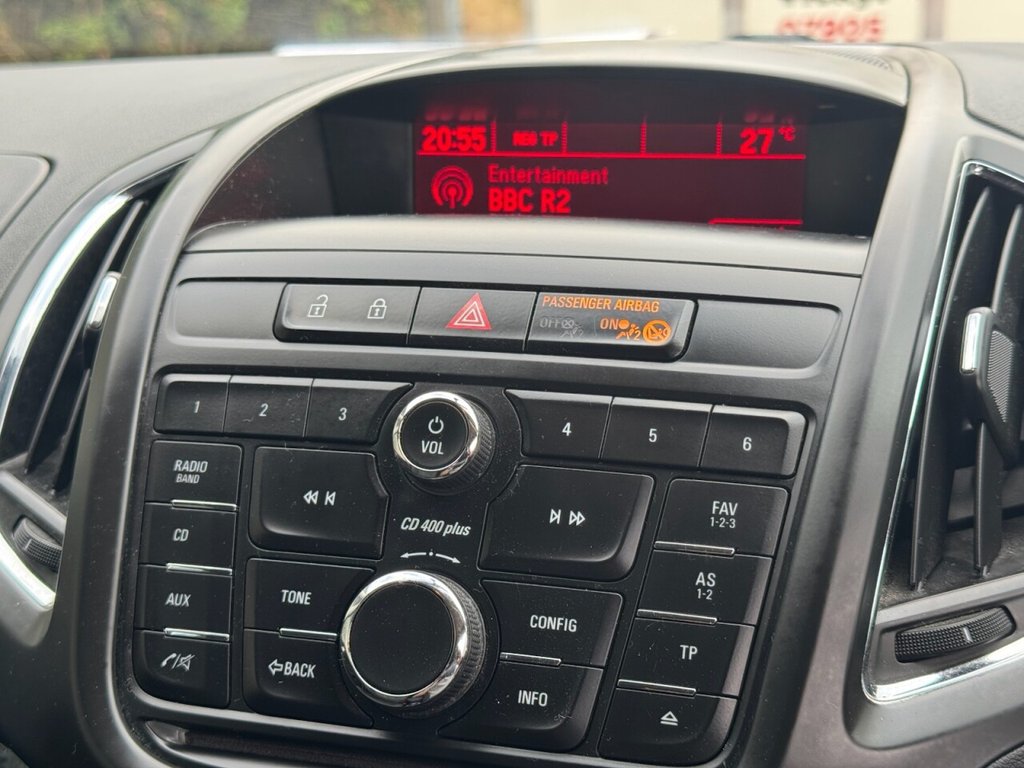 20:55
REG TP
27 °C
Entertainment
BBC R2
PASSENGER AIRBAG
OFF
ON
2
1
2
3
VOL
4
5
6
RADIO
BAND
FAV
1-2-3
CD 400 plus
CD
AS
1-2
AUX
TONE
CONFIG
TP
BACK
INFO